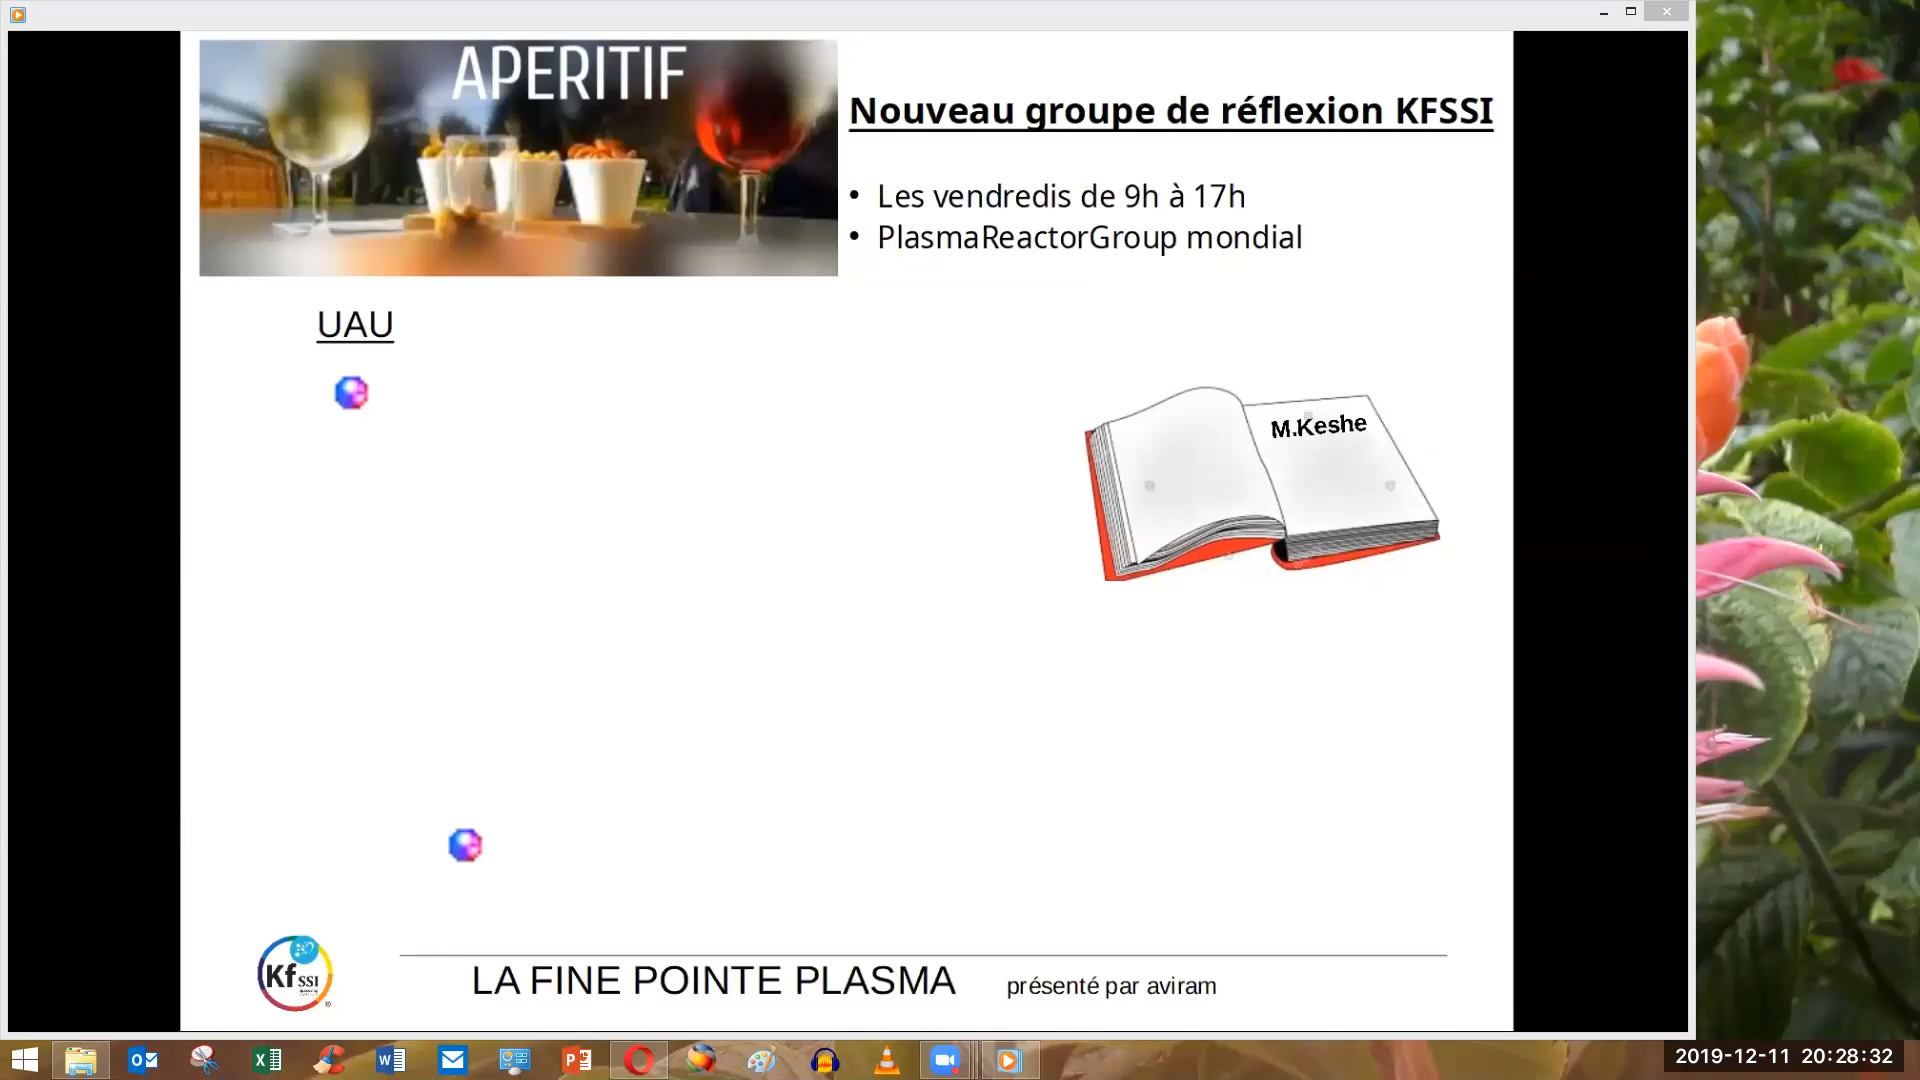 APERITIF
Nouveau groupe de réflexion KFSSI
• Les vendredis de 9h à 17h
• PlasmaReactorGroup mondial
UAU
M.Keshe
Kf SSI
LA FINE POINTE PLASMA présenté par aviram
2019-12-11 20:28:32